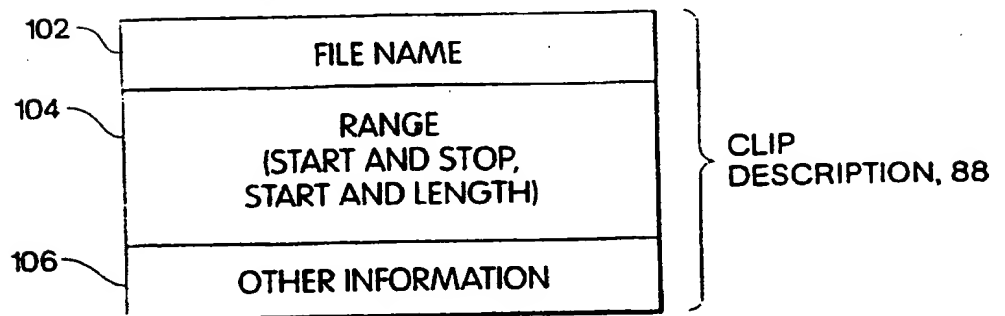 102
FILE NAME
104
RANGE
(START AND STOP,
START AND LENGTH)
CLIP
DESCRIPTION, 88
106
OTHER INFORMATION